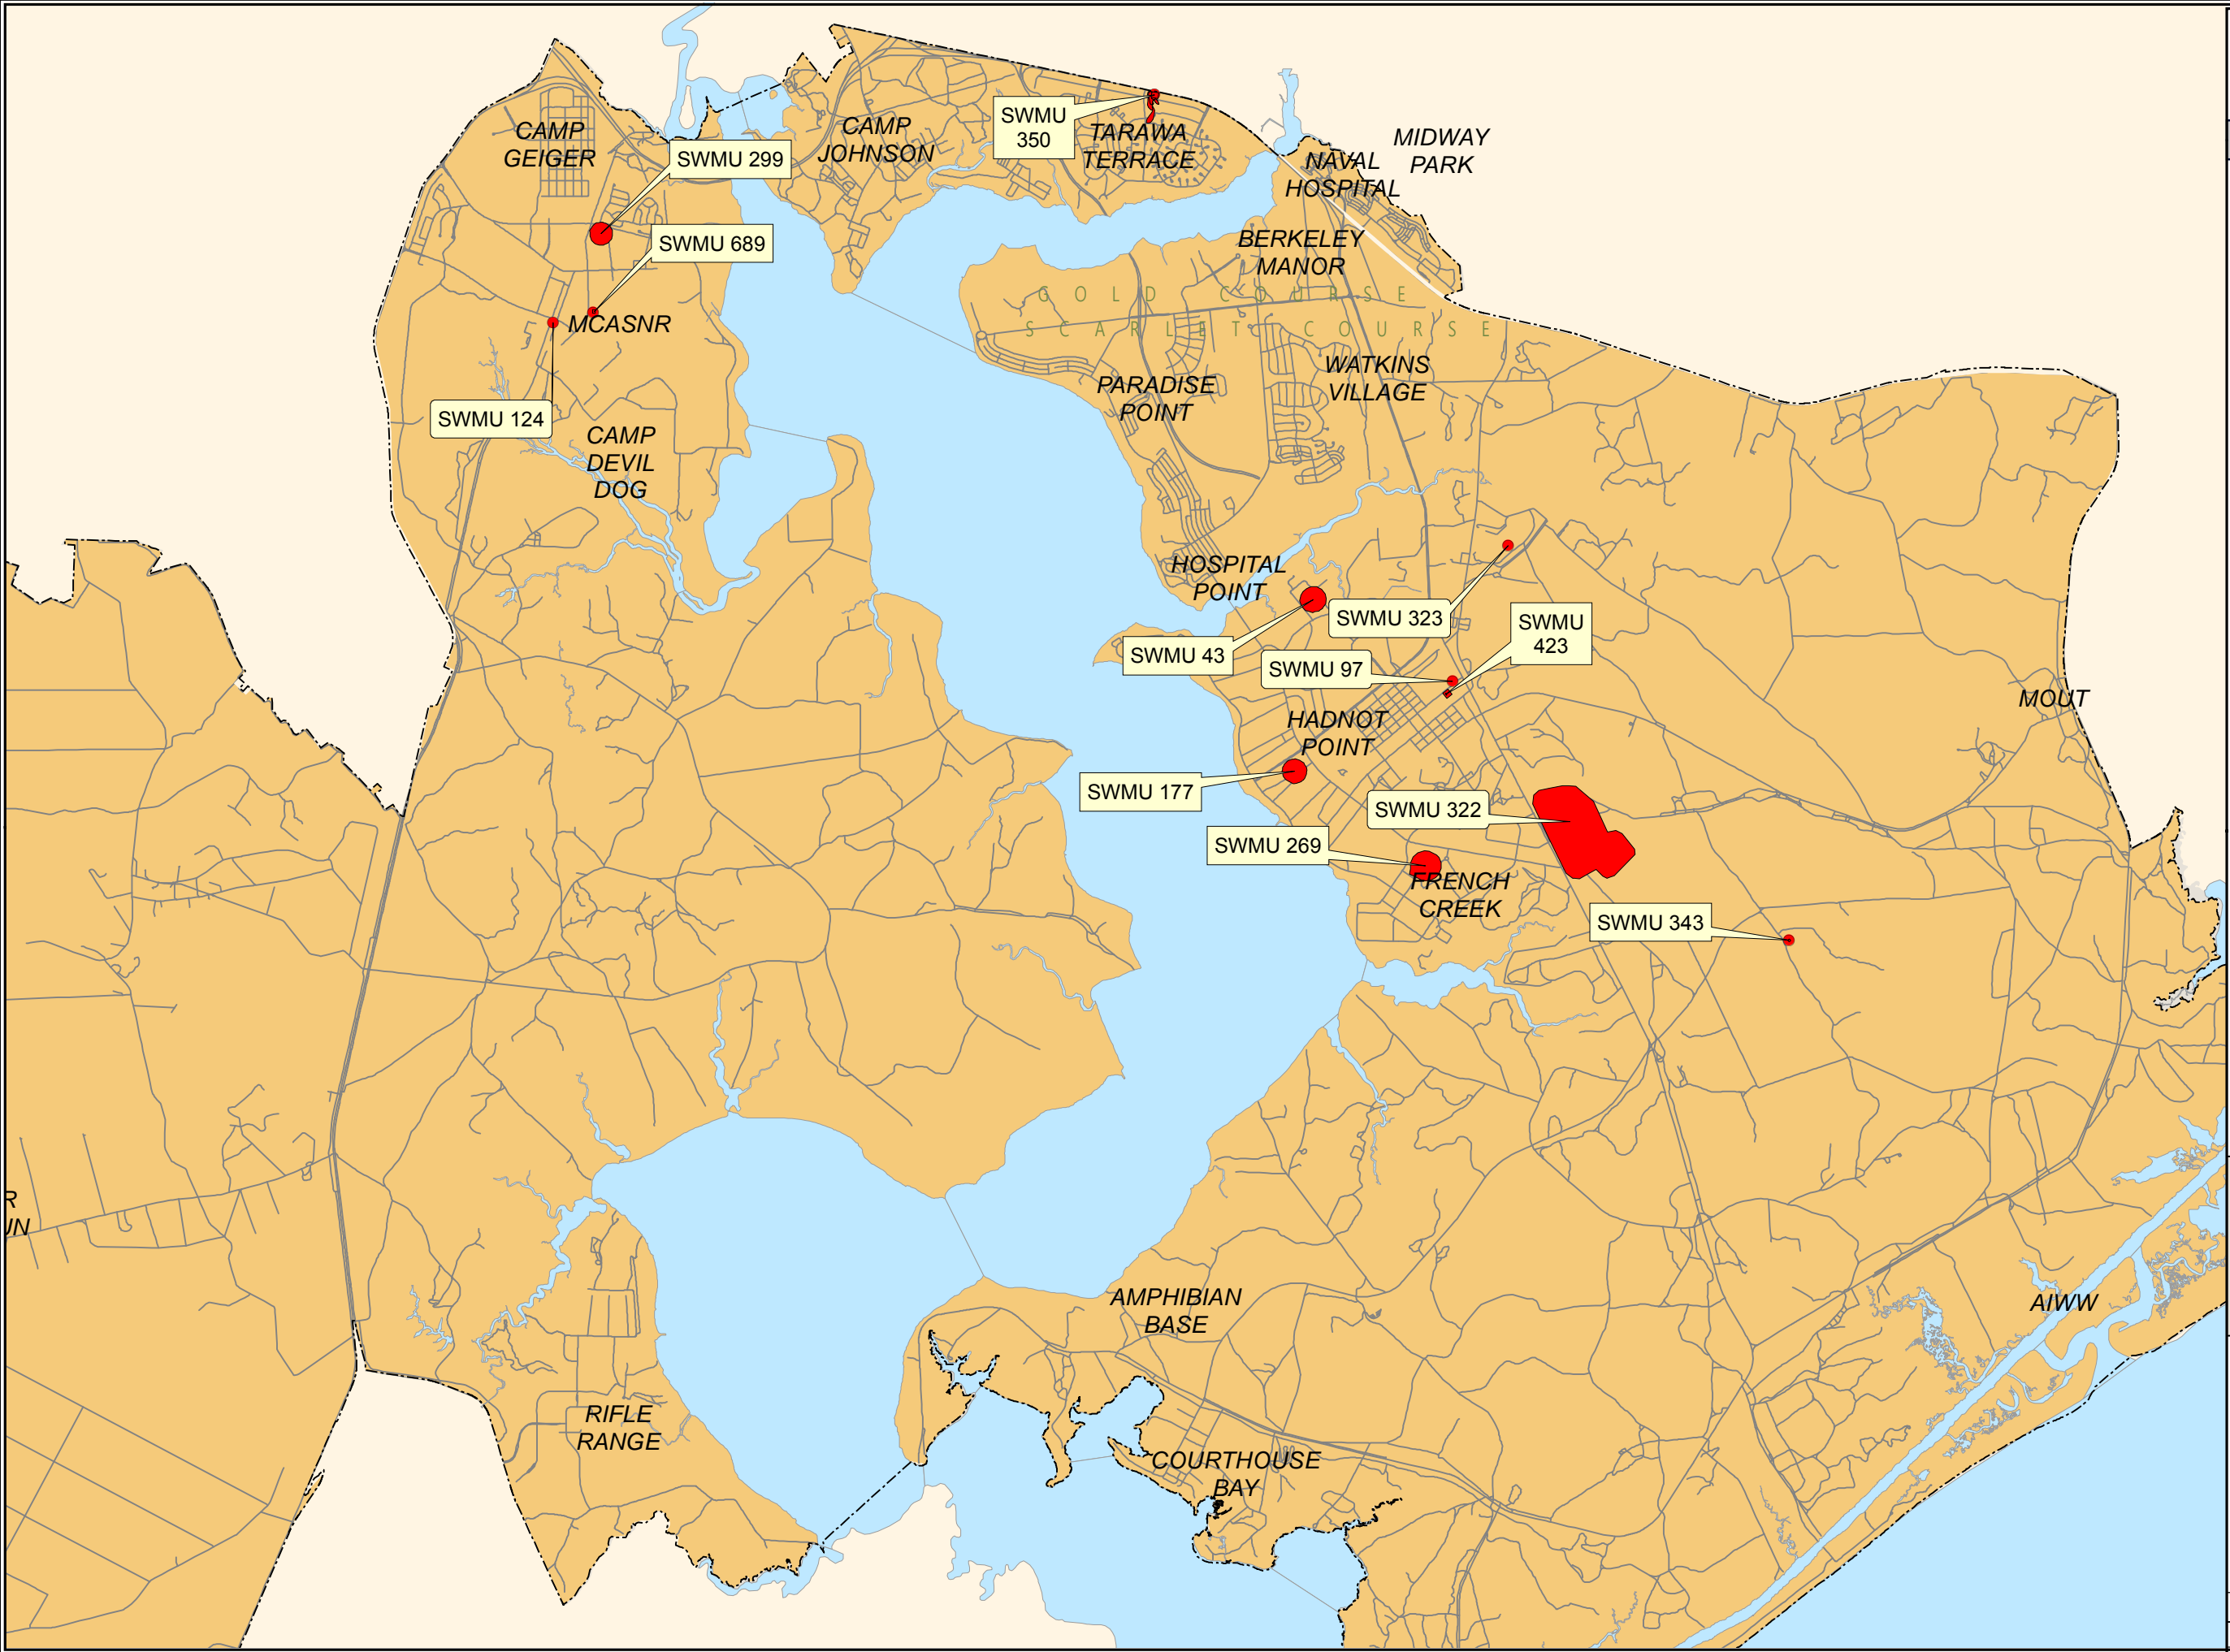 CAMP
GEIGER
SWMU 299
CAMP
JOHNSON
SWMU
350
TARAWA
TERRACE
MIDWAY
PARK
NAVAL
HOSPITAL
SWMU 689
BERKELEY
MANOR
GOLD COURSE
MCASNR
SCARLET COURSE
PARADISE
POINT
WATKINS
VILLAGE
SWMU 124
CAMP
DEVIL
DOG
HOSPITAL
POINT
SWMU 323
SWMU
423
SWMU 43
SWMU 97
MOUT
HADNOT
POINT
SWMU 177
SWMU 322
SWMU 269
FRENCH
CREEK
SWMU 343
R
UN
AMPHIBIAN
BASE
AIWW
RIFLE
RANGE
COURTHOUSE
BAY